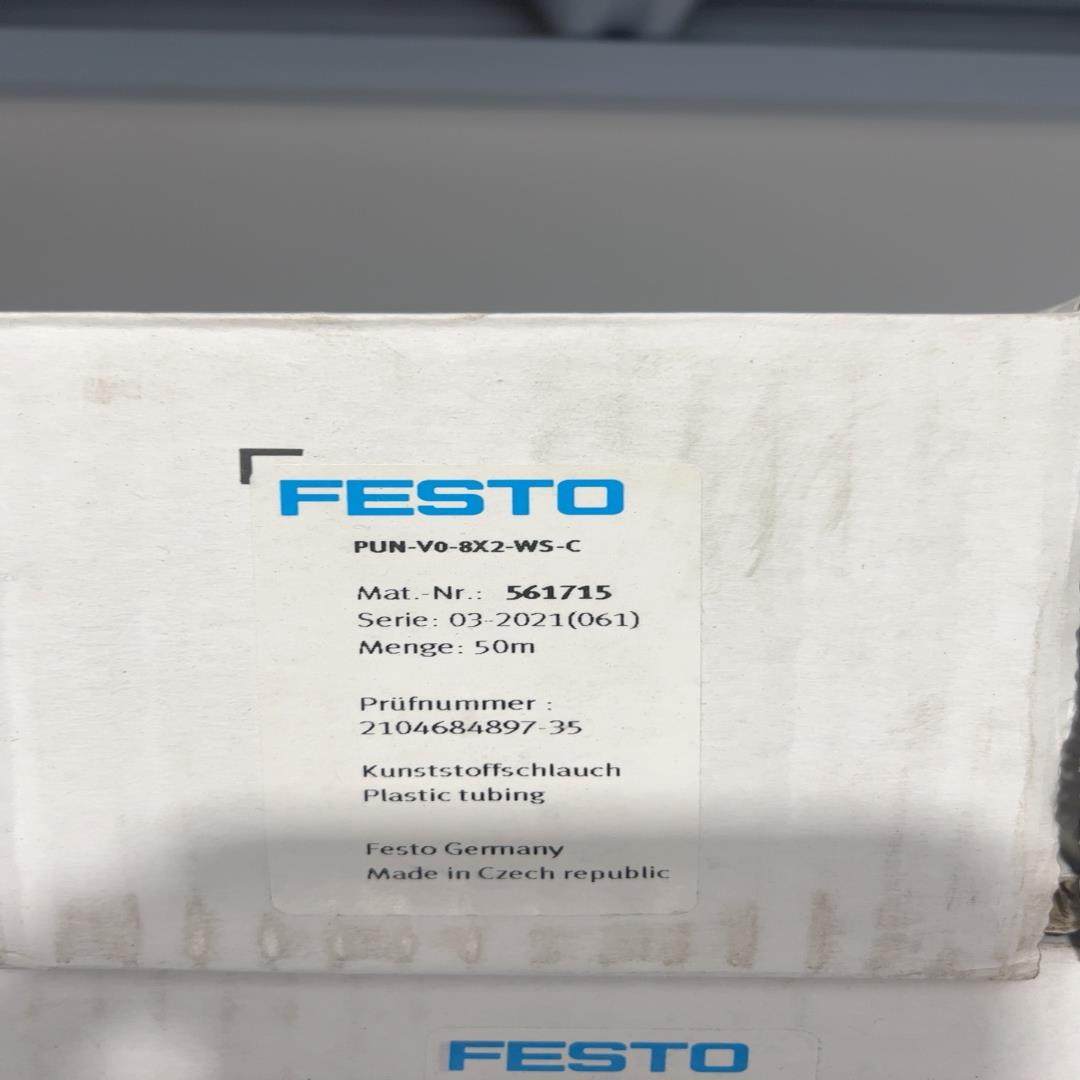 FESTO
PUN-V0-8X2-WS-C
Mat.-Nr.: 561715
Serie: 03-2021(061)
Menge: 50m
Prüfnummer :
2104684897-35
Kunststoffschlauch
Plastic tubing
Festo Germany
Made in Czech republic
FESTO